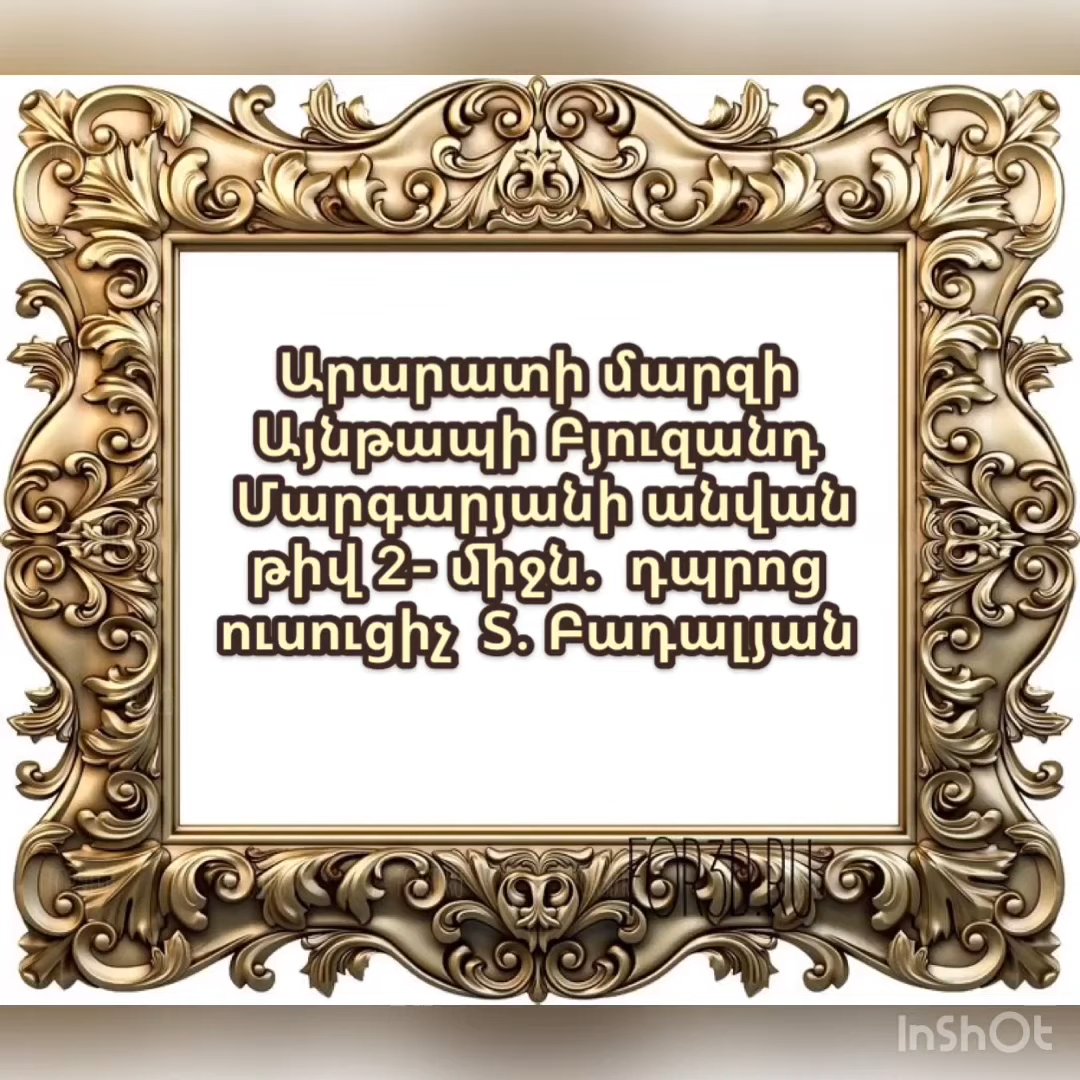 Արարատի մարզի
Այնթապի Բյուզանդ
Մարգարյանի անվան
թիվ 2- միջն. դպրոց
ուսուցիչ Տ. Բադալյան
FOR3D.RU
InShOt